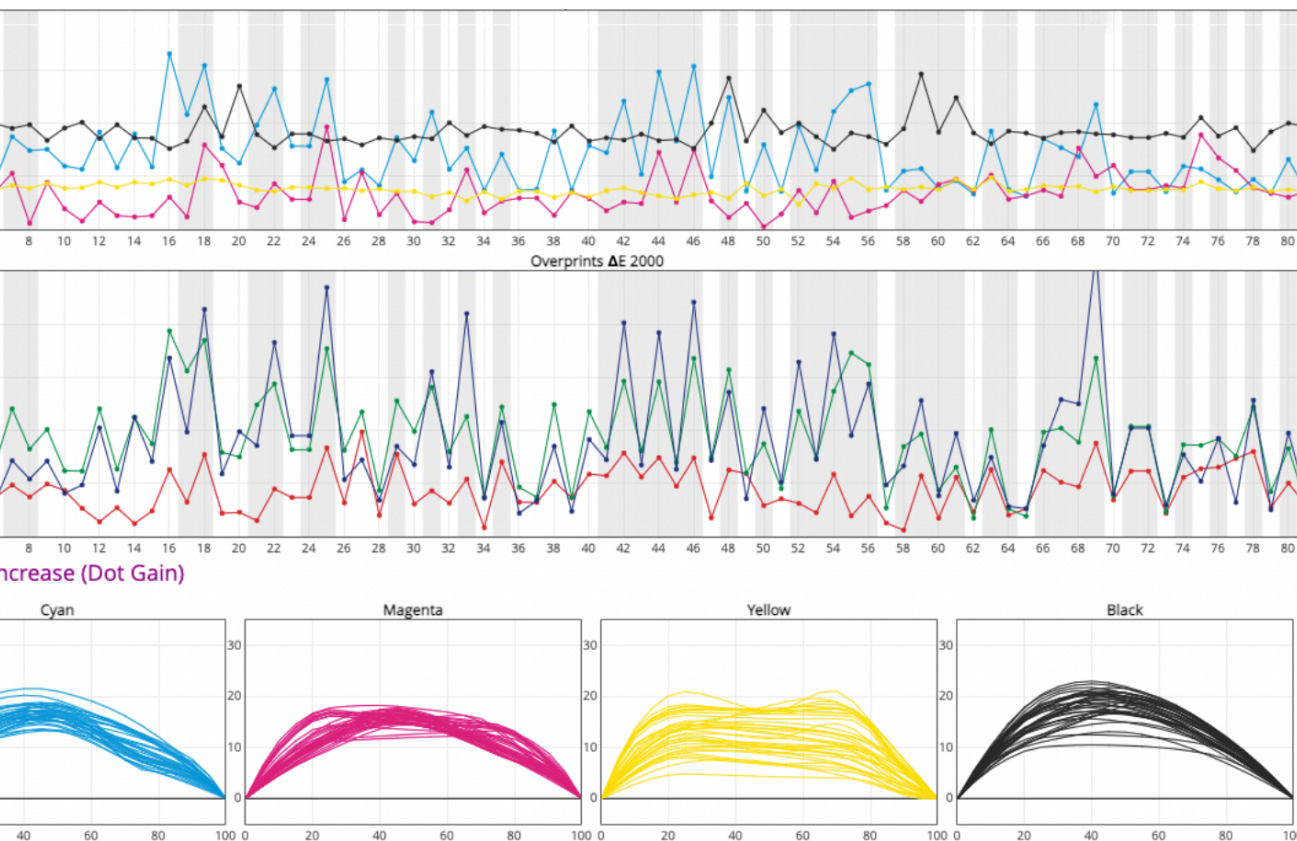 8 10 12 14 16 18 20 22 24 26 28 30 32 34 36 38 40 42 44 46 48 50 52 54 56 58 60 62 64 66 68 70 72 74 76 78 80
Overprints ΔE 2000
8 10 12 14 16 18 20 22 24 26 28 30 32 34 36 38 40 42 44 46 48 50 52 54 56 58 60 62 64 66 68 70 72 74 76 78 80
ncrease (Dot Gain)
Cyan Magenta Yellow Black
30 30 30
20 20 20
10 10 10
0 0 0
40 60 80 100 0 20 40 60 80 100 0 20 40 60 80 100 0 20 40 60 80 10